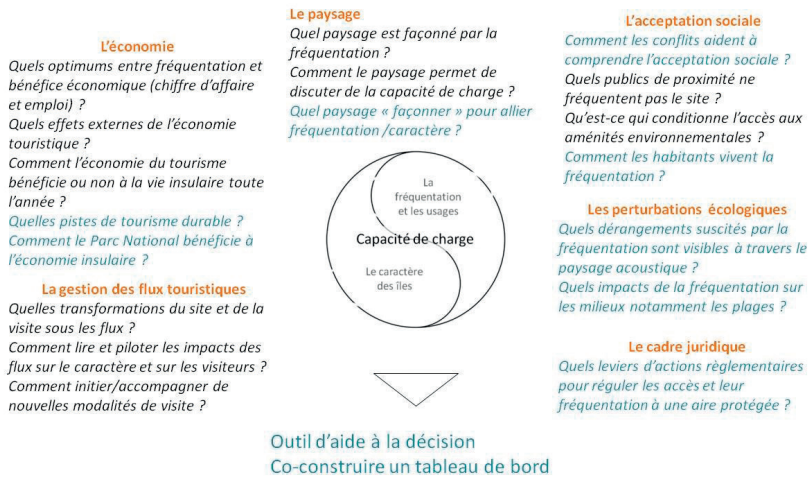 L'économie
Quels optimums entre fréquentation et
bénéfice économique (chiffre d'affaire
et emploi) ?
Quels effets externes de l'économie
touristique ?
Comment l'économie du tourisme
bénéficie ou non à la vie insulaire toute
l'année ?
Quelles pistes de tourisme durable ?
Comment le Parc National bénéficie à
l'économie insulaire ?
La gestion des flux touristiques
Quelles transformations du site et de la
visite sous les flux ?
Comment lire et piloter les impacts des
flux sur le caractère et sur les visiteurs ?
Comment initier/accompagner de
nouvelles modalités de visite ?
Le paysage
Quel paysage est façonné par la
fréquentation ?
Comment le paysage permet de
discuter de la capacité de charge ?
Quel paysage « façonner » pour allier
fréquentation /caractère ?
La
fréquentation
et les usages
Capacité de charge
Le caractère
des îles
L'acceptation sociale
Comment les conflits aident à
comprendre l'acceptation sociale ?
Quels publics de proximité ne
fréquentent pas le site ?
Qu'est-ce qui conditionne l'accès aux
aménités environnementales ?
Comment les habitants vivent la
fréquentation ?
Les perturbations écologiques
Quels dérangements suscités par la
fréquentation sont visibles à travers le
paysage acoustique ?
Quels impacts de la fréquentation sur
les milieux notamment les plages ?
Le cadre juridique
Quels leviers d'actions règlementaires
pour réguler les accès et leur
fréquentation à une aire protégée ?
Outil d'aide à la décision
Co-construire un tableau de bord